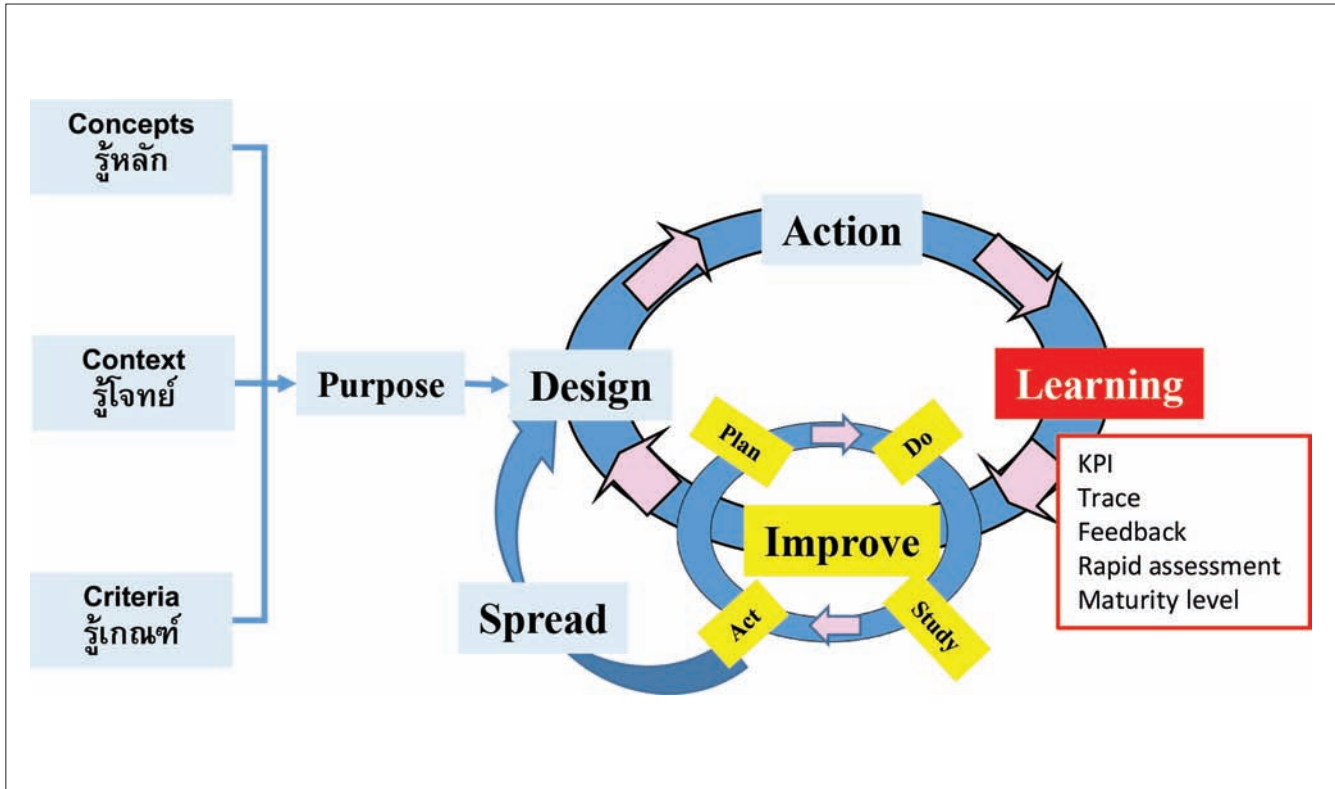 Concepts
รู้หลัก
Context
รู้โจทย์
Criteria
รู้เกณฑ์
Purpose
Design
Action
Learning
KPI
Trace
Feedback
Rapid assessment
Maturity level
Plan
Do
Improve
Study
Act
Spread